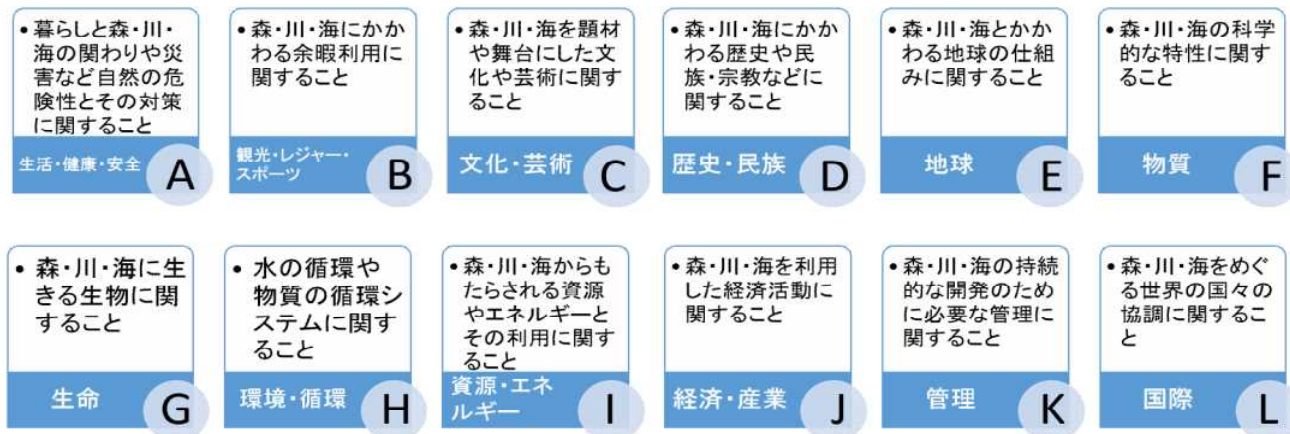 • 暮らしと森・川・
海の関わりや災
害など自然の危
険性とその対策
に関すること
生活・健康・安全
A
• 森・川・海にかか
わる余暇利用に
関すること
観光・レジャー・
スポーツ
B
• 森・川・海を題材
や舞台にした文
化や芸術に関す
ること
文化・芸術
C
• 森・川・海にかか
わる歴史や民
族・宗教などに
関すること
歴史・民族
D
• 森・川・海とかか
わる地球の仕組
みに関すること
地球
E
• 森・川・海の科学
的な特性に関す
ること
物質
F
• 森・川・海に生
きる生物に関
すること
生命
G
• 水の循環や
物質の循環シ
ステムに関す
ること
環境・循環
H
• 森・川・海からも
たらされる資源
やエネルギーと
その利用に関す
ること
資源・エネ
ルギー
I
• 森・川・海を利用
した経済活動に
関すること
経済・産業
J
• 森・川・海の持続
的な開発のため
に必要な管理に
関すること
管理
K
• 森・川・海をめぐ
る世界の国々の
協調に関するこ
と
国際
L